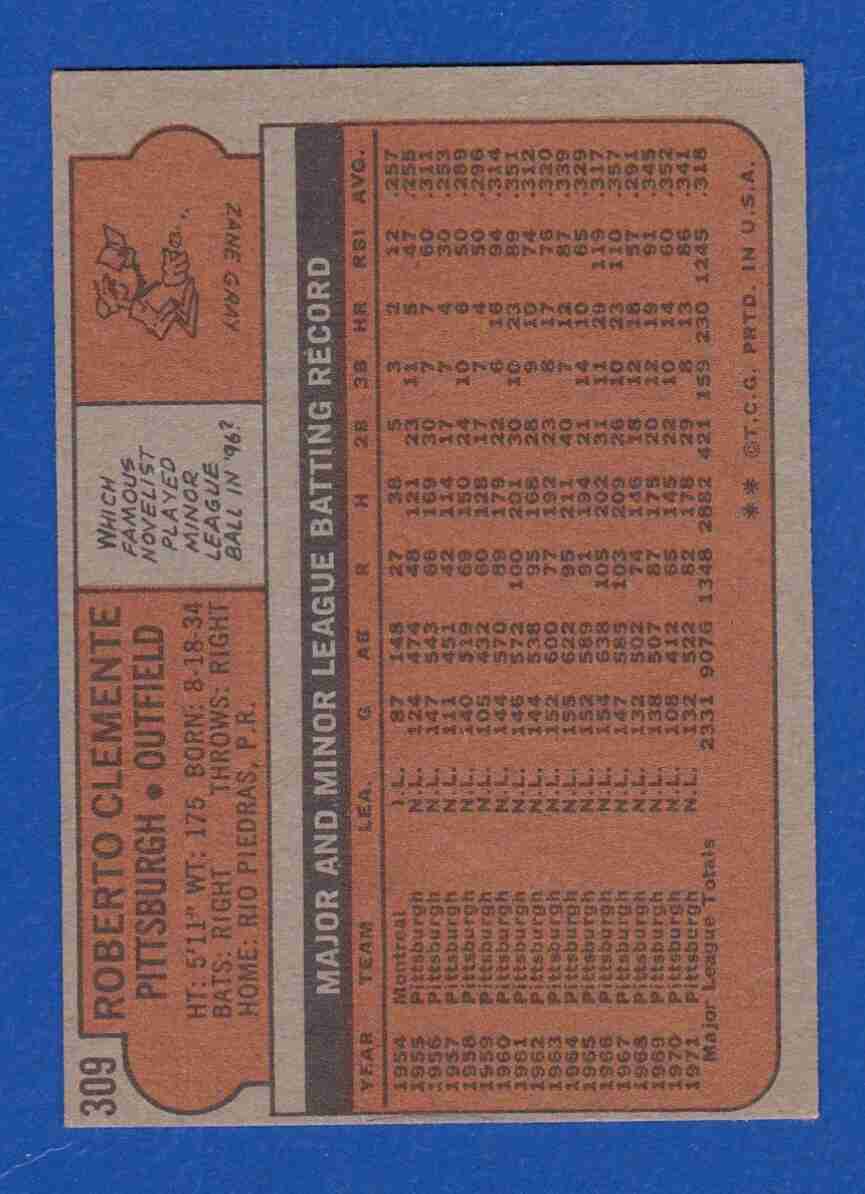 309
ROBERTO CLEMENTE
PITTSBURGH • OUTFIELD
HT: 5'11" WT: 175 BORN: 8-18-34
BATS: RIGHT THROWS: RIGHT
HOME: RIO PIEDRAS, P.R.
WHICH
FAMOUS
NOVELIST
PLAYED
MINOR
LEAGUE
BALL IN '96?
ZANE GRAY
MAJOR AND MINOR LEAGUE BATTING RECORD
YEAR TEAM LEA. G AB R H 2B 3B HR RBI AVG.
1954 Montreal I.L. 87 148 27 38 5 3 2 12 .257
1955 Pittsburgh N.L. 124 474 48 121 23 11 5 47 .255
1956 Pittsburgh N.L. 147 543 66 169 30 7 7 60 .311
1957 Pittsburgh N.L. 111 451 42 114 17 7 4 30 .253
1958 Pittsburgh N.L. 140 519 69 150 24 10 6 50 .289
1959 Pittsburgh N.L. 105 432 60 128 17 7 4 50 .296
1960 Pittsburgh N.L. 144 570 89 179 22 6 16 94 .314
1961 Pittsburgh N.L. 146 572 100 201 30 10 23 89 .351
1962 Pittsburgh N.L. 144 538 95 168 28 9 10 74 .312
1963 Pittsburgh N.L. 152 600 77 192 23 8 17 76 .320
1964 Pittsburgh N.L. 155 622 95 211 40 7 12 87 .339
1965 Pittsburgh N.L. 152 589 91 194 21 14 10 65 .329
1966 Pittsburgh N.L. 154 638 105 202 31 11 29 119 .317
1967 Pittsburgh N.L. 147 585 103 209 26 10 23 110 .357
1968 Pittsburgh N.L. 132 502 74 146 18 12 18 57 .291
1969 Pittsburgh N.L. 138 507 87 175 20 12 19 91 .345
1970 Pittsburgh N.L. 108 412 65 145 22 10 14 60 .352
1971 Pittsburgh N.L. 132 522 82 178 29 8 13 86 .341
Major League Totals 2331 9076 1348 2882 421 159 230 1245 .318
** ©T.C.G. PRTD. IN U.S.A.